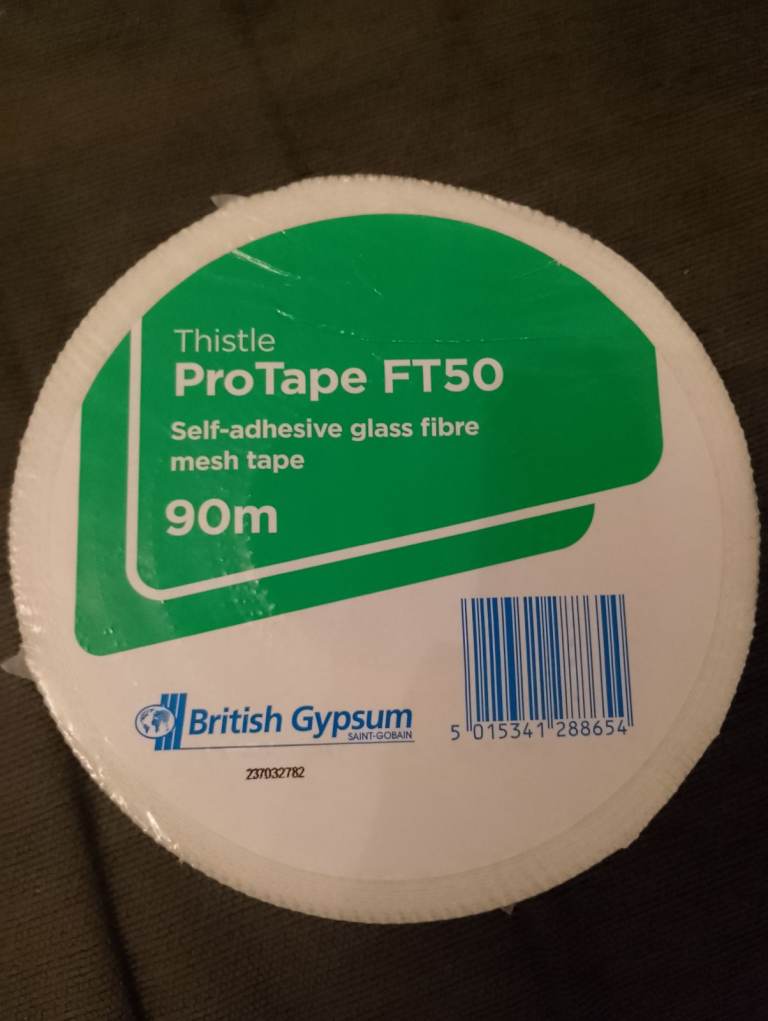 Thistle
ProTape FT50
Self-adhesive glass fibre
mesh tape
90m
British Gypsum
SAINT-GOBAIN
5 015341 288654
237032782